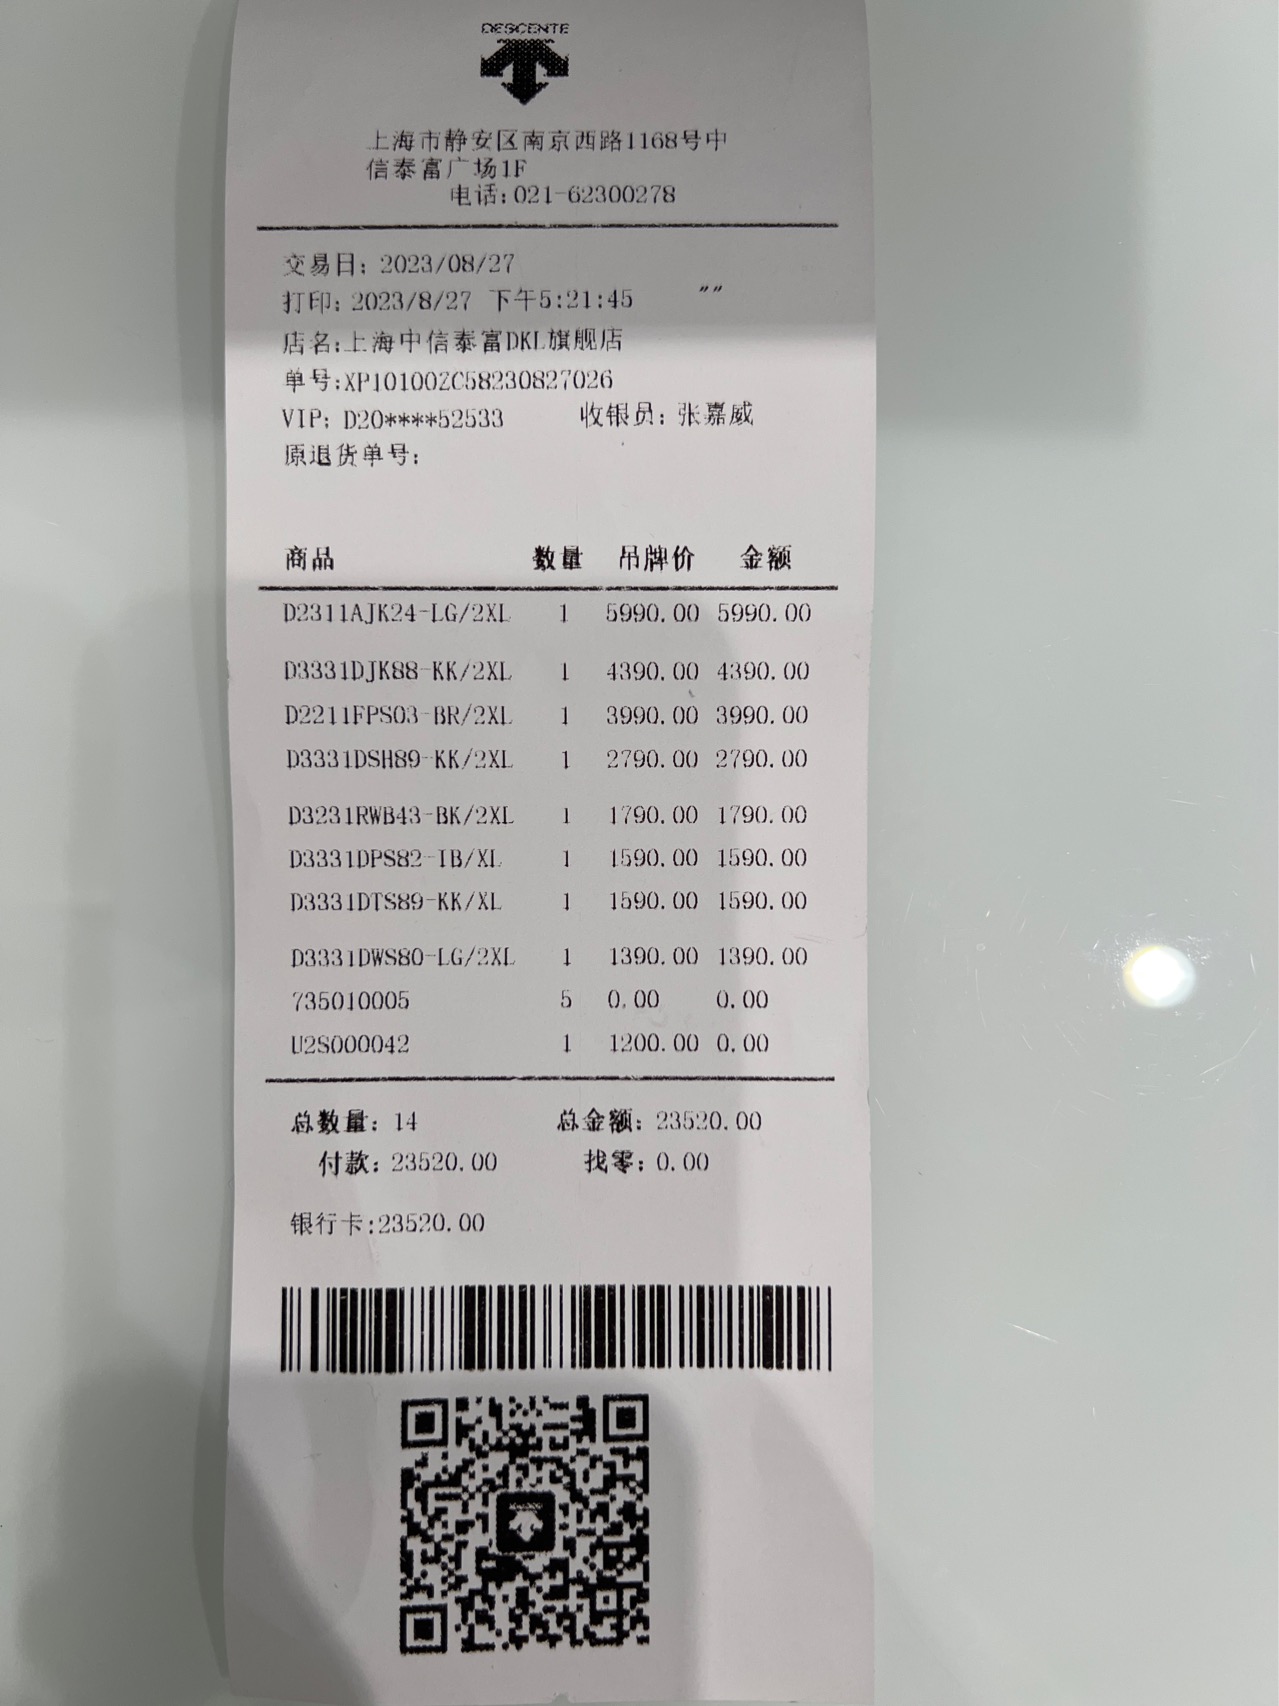 DESCENTE
上海市静安区南京西路1168号中
信泰富广场1F
电话:021-62300278
交易日: 2023/08/27
打印: 2023/8/27 下午5:21:45 ""
店名:上海中信泰富DKL旗舰店
单号:XP10100ZC58230827026
VIP: D20****52533 收银员: 张嘉威
原退货单号:
商品 数量 吊牌价 金额
D2311AJK24-LG/2XL 1 5990.00 5990.00
D3331DJK88-KK/2XL 1 4390.00 4390.00
D2211FPS03-BR/2XL 1 3990.00 3990.00
D3331DSH89-KK/2XL 1 2790.00 2790.00
D3231RWB43-BK/2XL 1 1790.00 1790.00
D3331DPS82-IB/XL 1 1590.00 1590.00
D3331DTS89-KK/XL 1 1590.00 1590.00
D3331DWS80-LG/2XL 1 1390.00 1390.00
735010005 5 0.00 0.00
U2S000042 1 1200.00 0.00
总数量: 14 总金额: 23520.00
付款: 23520.00 找零: 0.00
银行卡:23520.00